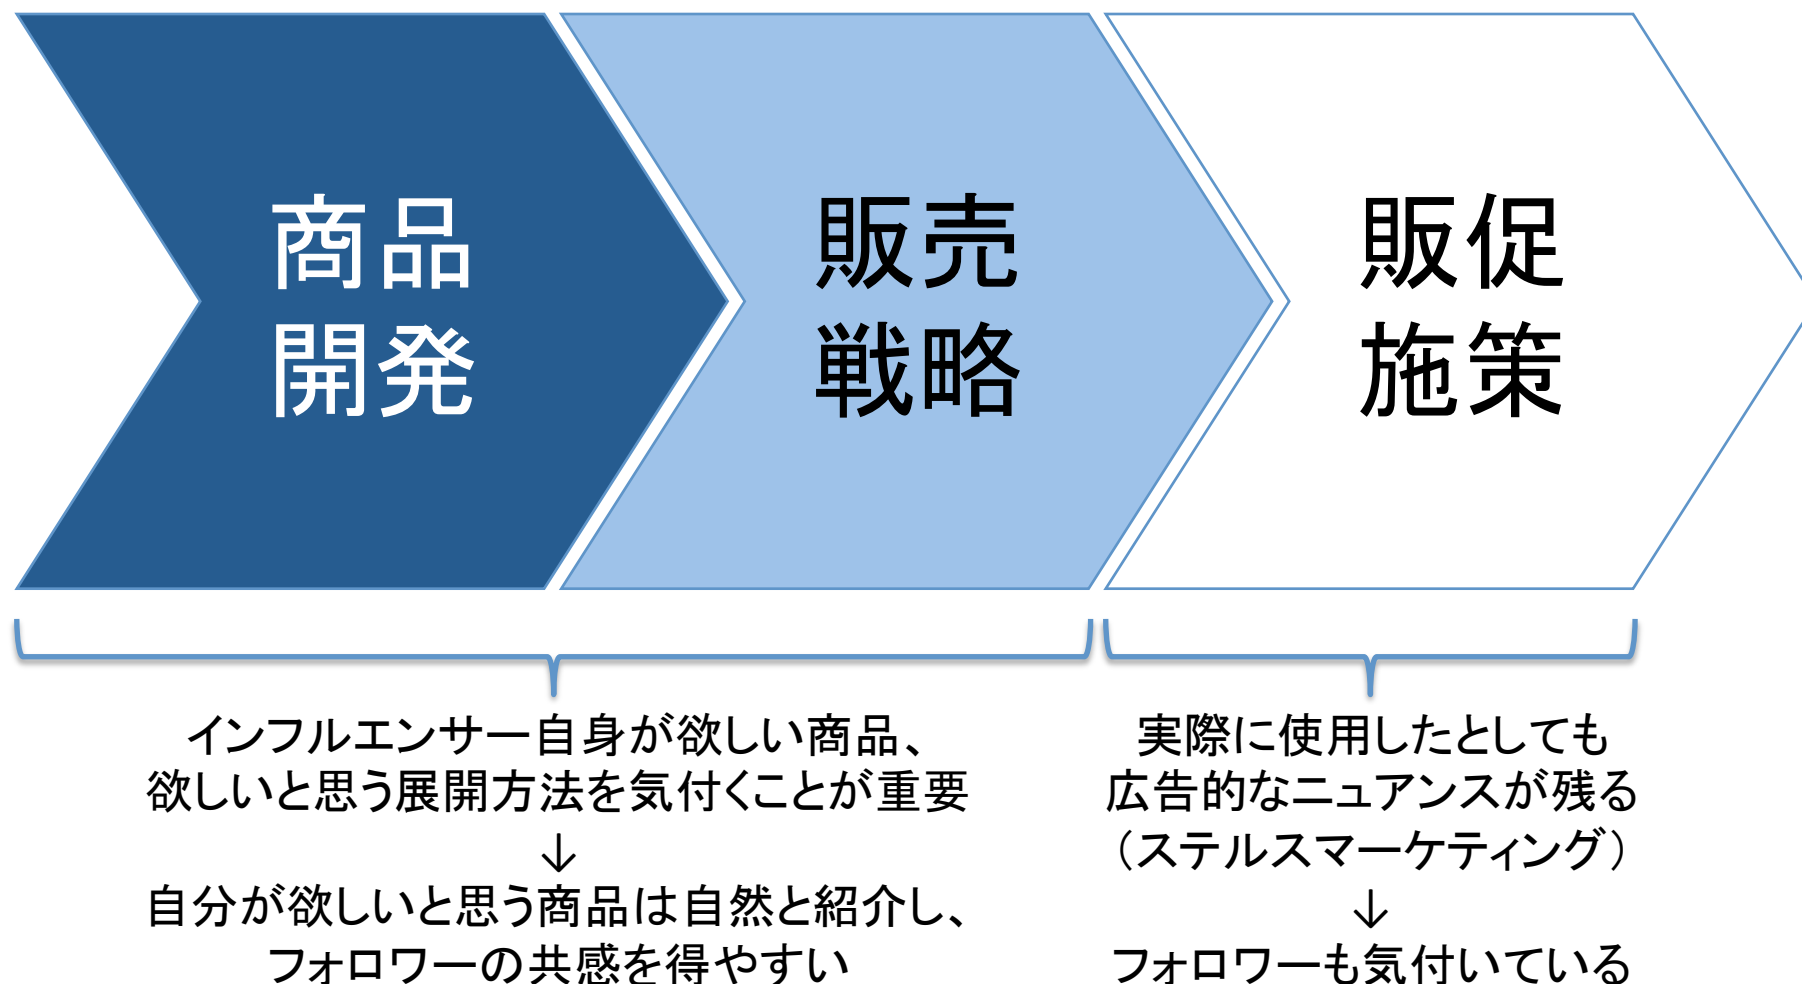 商品
開発
販売
戦略
販促
施策
インフルエンサー自身が欲しい商品、
欲しいと思う展開方法を気付くことが重要
↓
自分が欲しいと思う商品は自然と紹介し、
フォロワーの共感を得やすい
実際に使用したとしても
広告的なニュアンスが残る
（ステルスマーケティング）
↓
フォロワーも気付いている